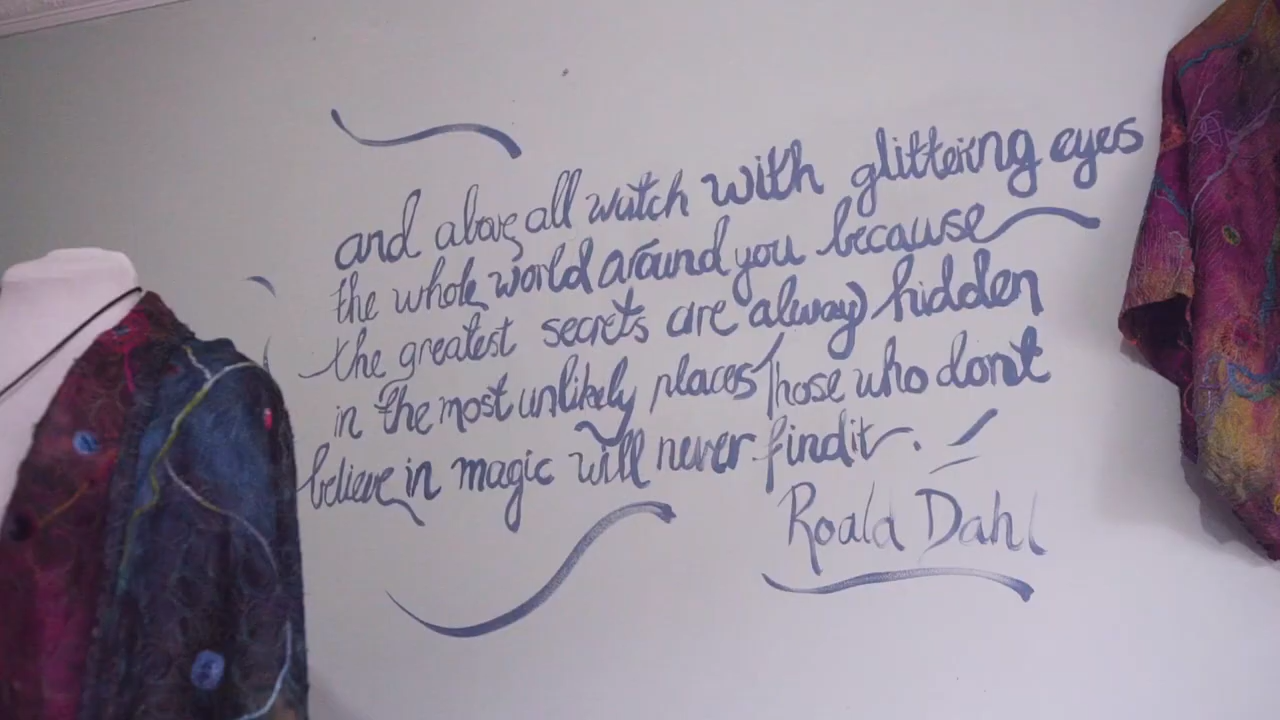 and above all watch with glittering eyes
the whole world around you because
the greatest secrets are always hidden
in the most unlikely places Those who don't
believe in magic will never find it.
Roald Dahl